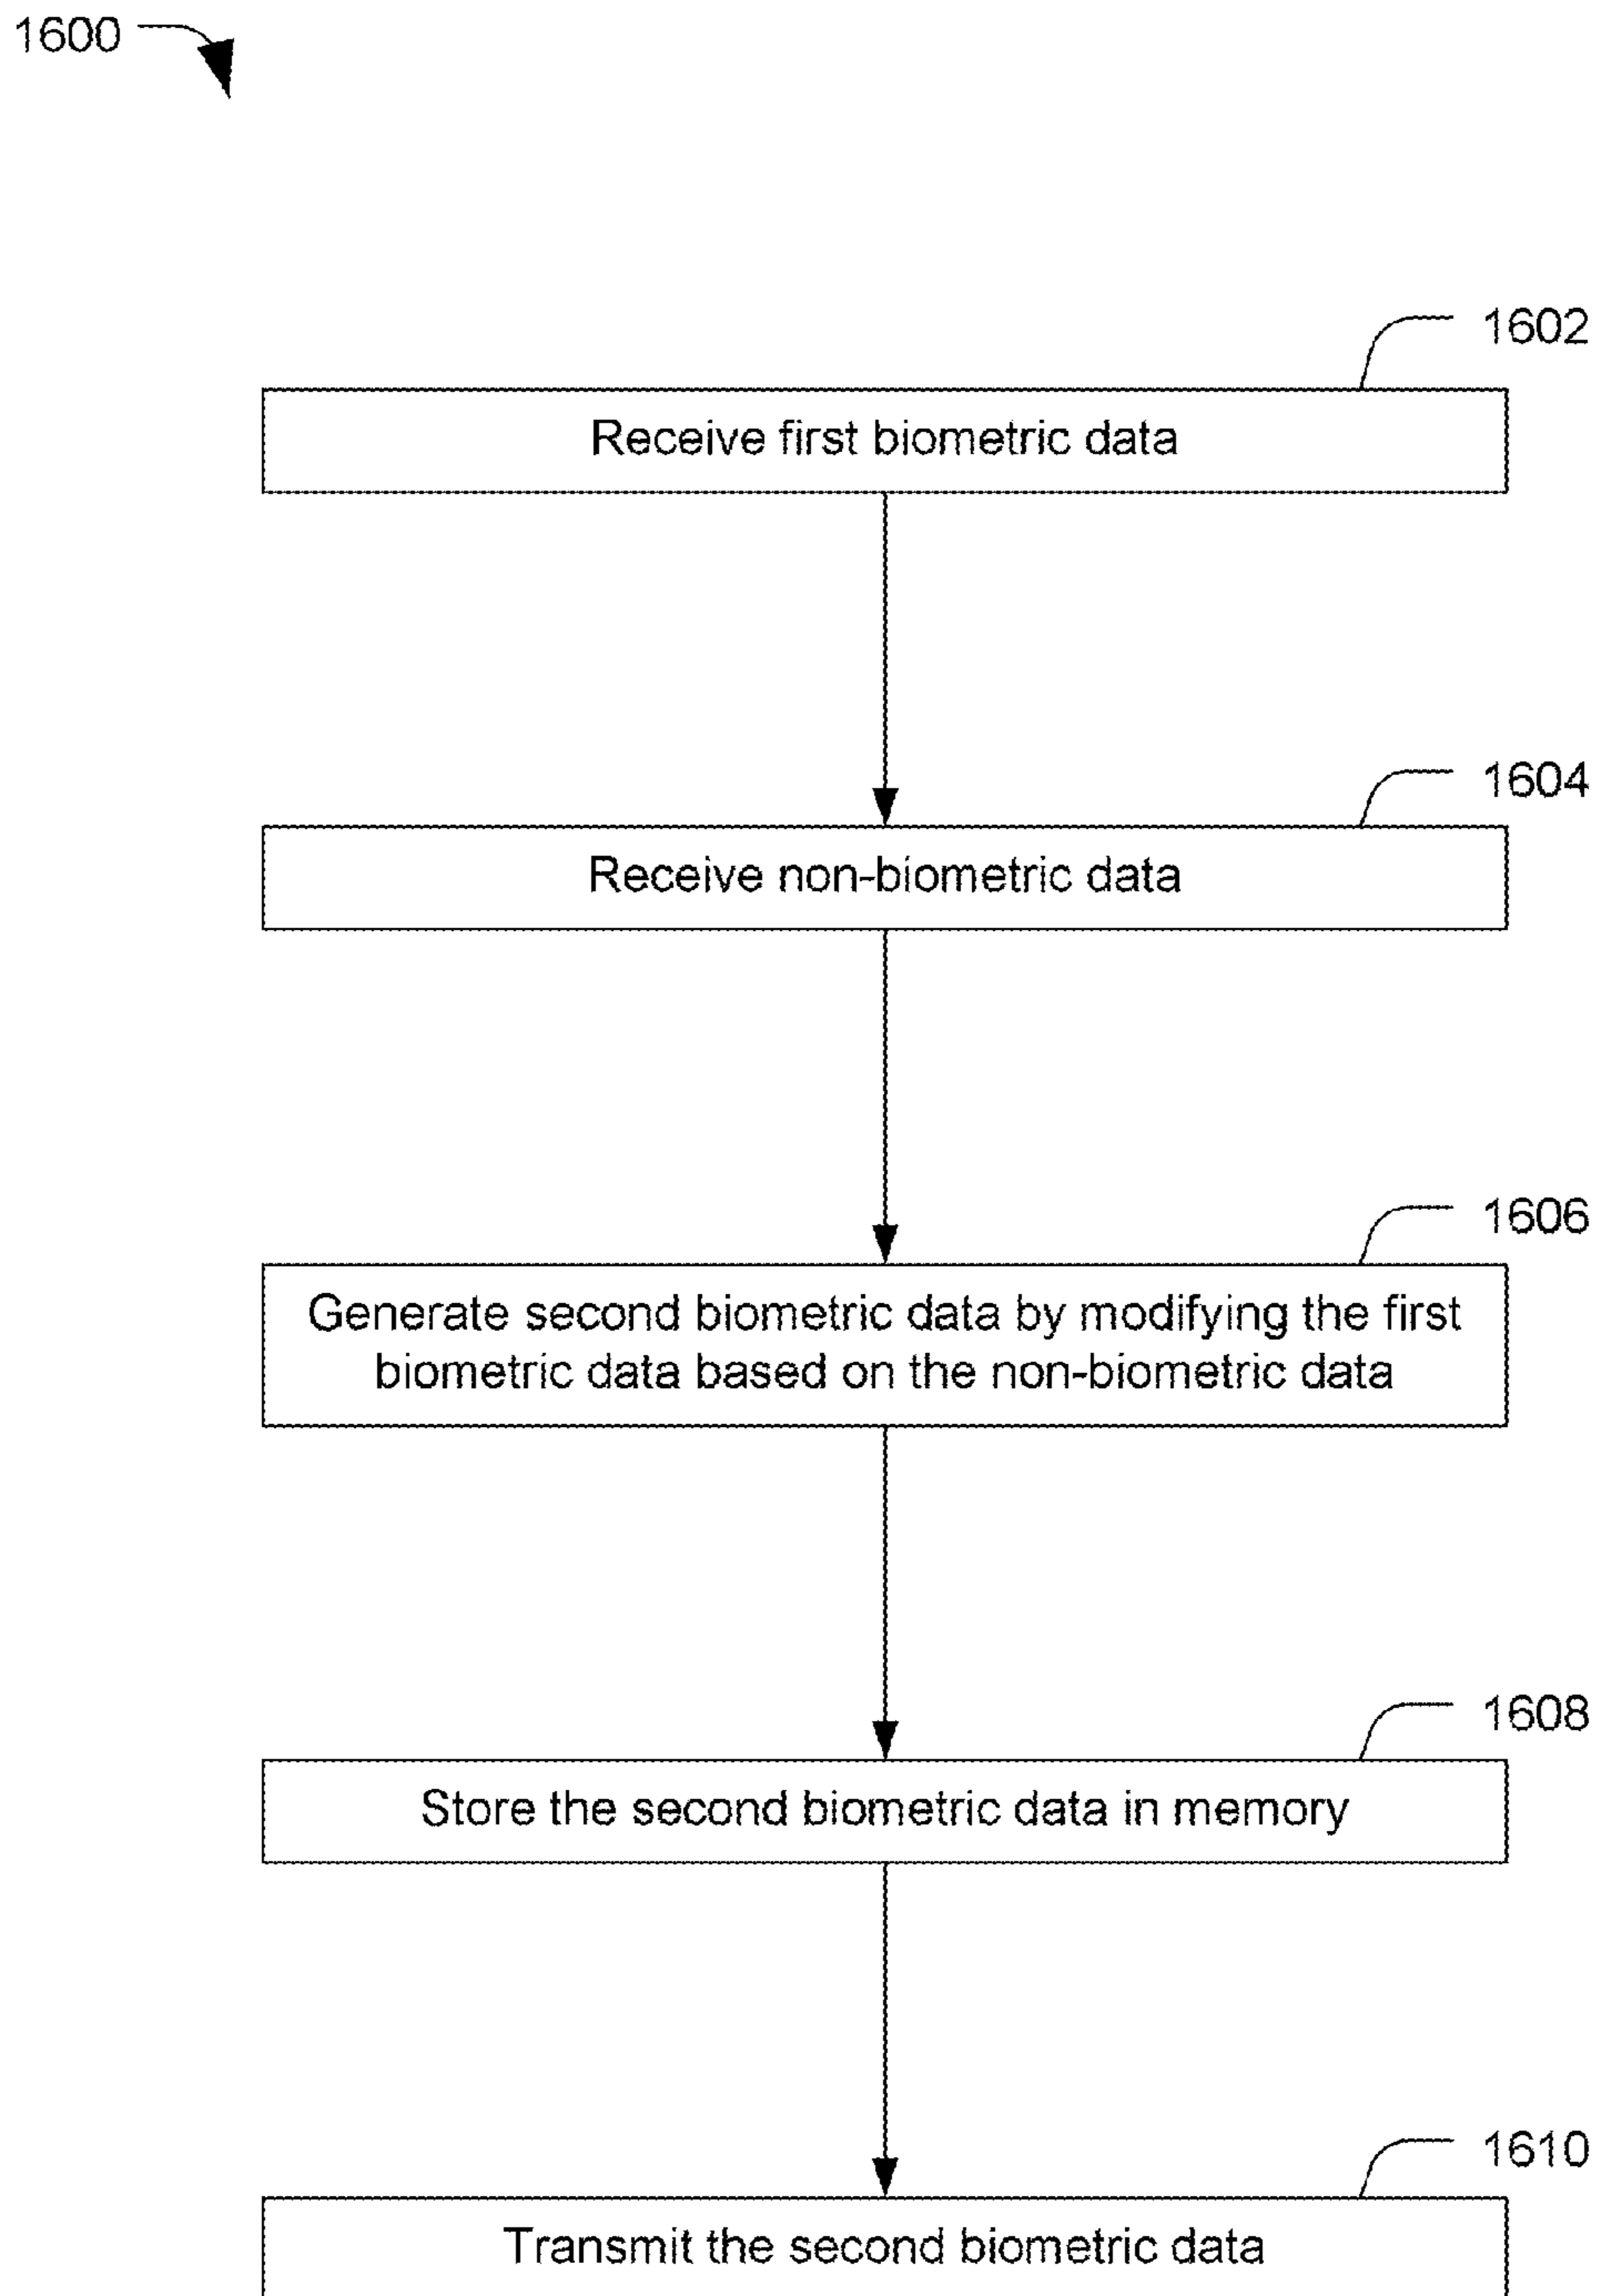 1600
1602
Receive first biometric data
1604
Receive non-biometric data
1606
Generate second biometric data by modifying the first
biometric data based on the non-biometric data
1608
Store the second biometric data in memory
1610
Transmit the second biometric data